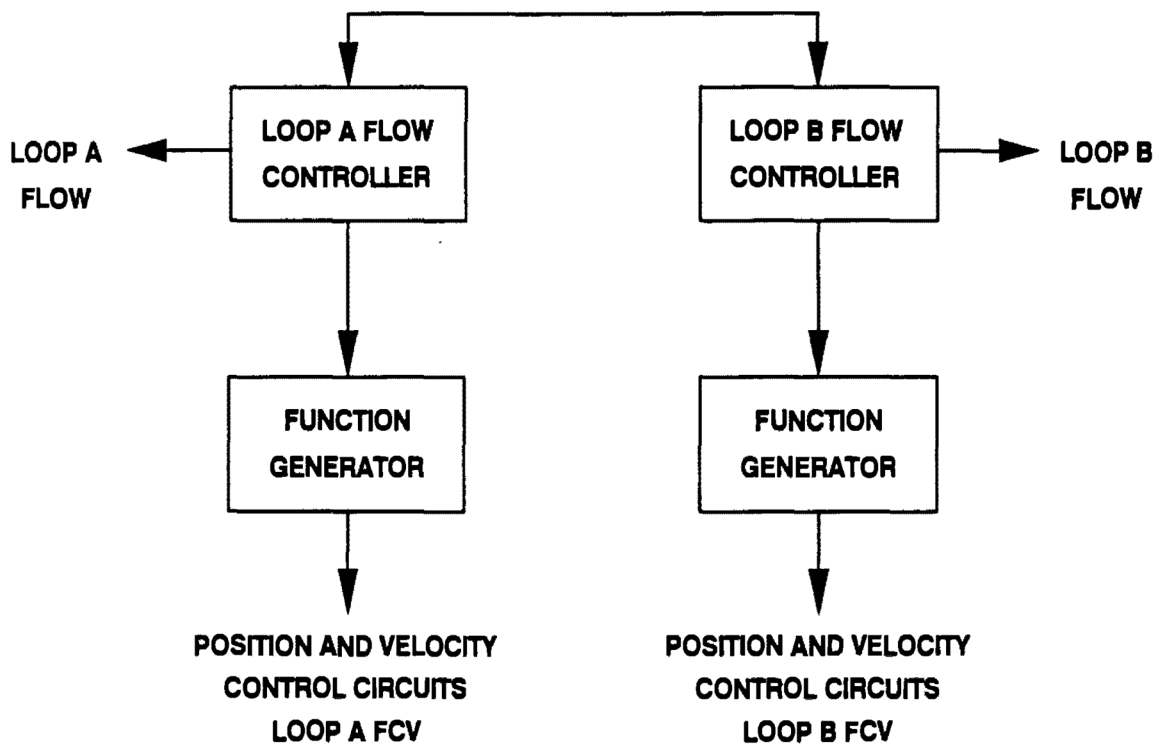 LOOP A FLOW
CONTROLLER
LOOP B FLOW
CONTROLLER
LOOP A
FLOW
LOOP B
FLOW
FUNCTION
GENERATOR
FUNCTION
GENERATOR
POSITION AND VELOCITY
CONTROL CIRCUITS
LOOP A FCV
POSITION AND VELOCITY
CONTROL CIRCUITS
LOOP B FCV